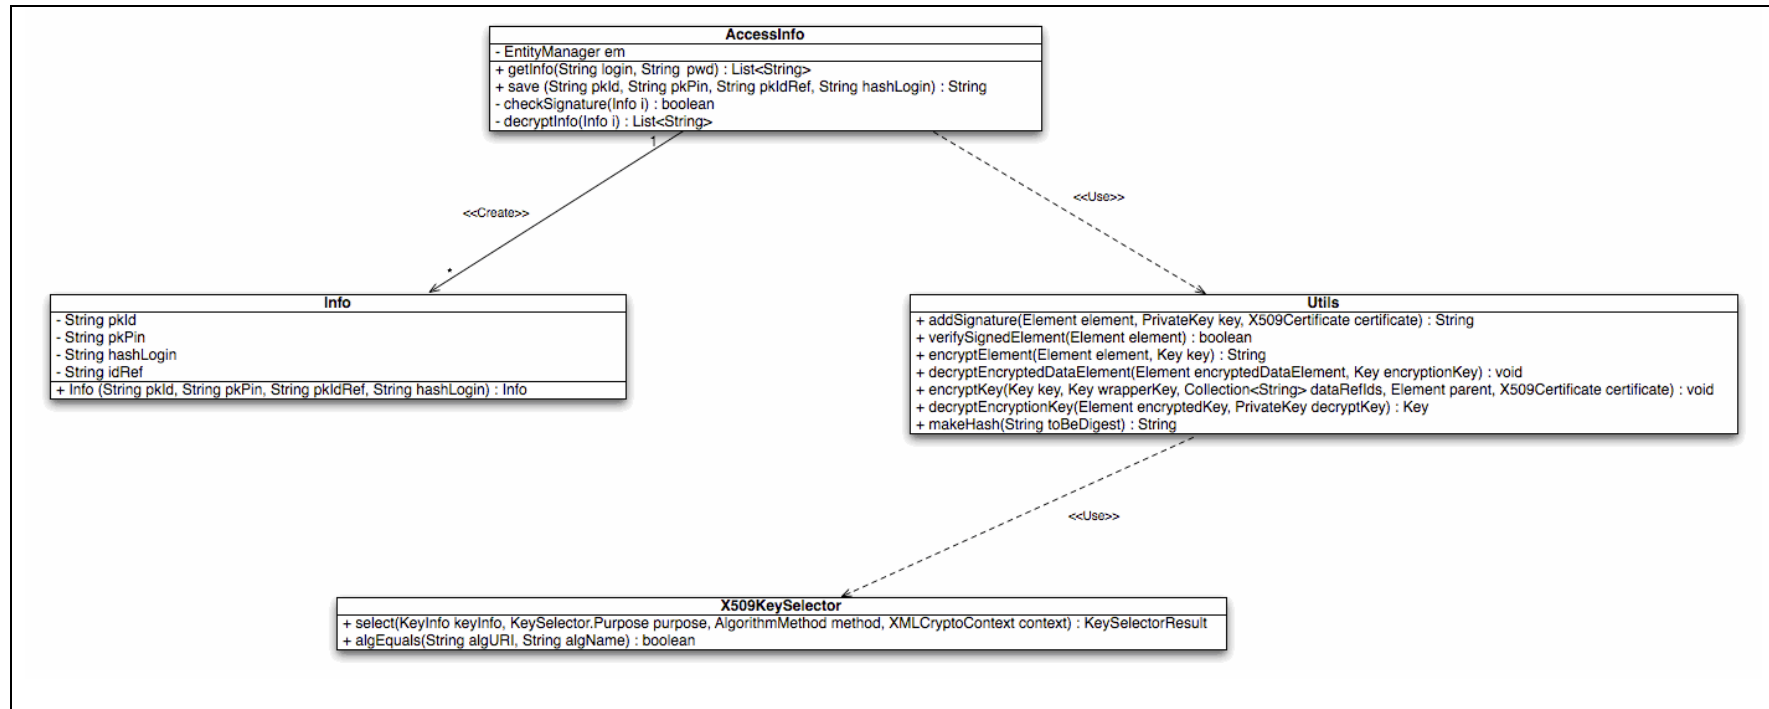 AccessInfo
- EntityManager em
+ getInfo(String login, String pwd) : List<String>
+ save (String pkId, String pkPin, String pkIdRef, String hashLogin) : String
- checkSignature(Info i) : boolean
- decryptInfo(Info i) : List<String>
1
<<Create>>
*
<<Use>>
Info
- String pkId
- String pkPin
- String hashLogin
- String idRef
+ Info (String pkId, String pkPin, String pkIdRef, String hashLogin) : Info
Utils
+ addSignature(Element element, PrivateKey key, X509Certificate certificate) : String
+ verifySignedElement(Element element) : boolean
+ encryptElement(Element element, Key key) : String
+ decryptEncryptedDataElement(Element encryptedDataElement, Key encryptionKey) : void
+ encryptKey(Key key, Key wrapperKey, Collection<String> dataRefIds, Element parent, X509Certificate certificate) : void
+ decryptEncryptionKey(Element encryptedKey, PrivateKey decryptKey) : Key
+ makeHash(String toBeDigest) : String
<<Use>>
X509KeySelector
+ select(KeyInfo keyInfo, KeySelector.Purpose purpose, AlgorithmMethod method, XMLCryptoContext context) : KeySelectorResult
+ algEquals(String algURI, String algName) : boolean